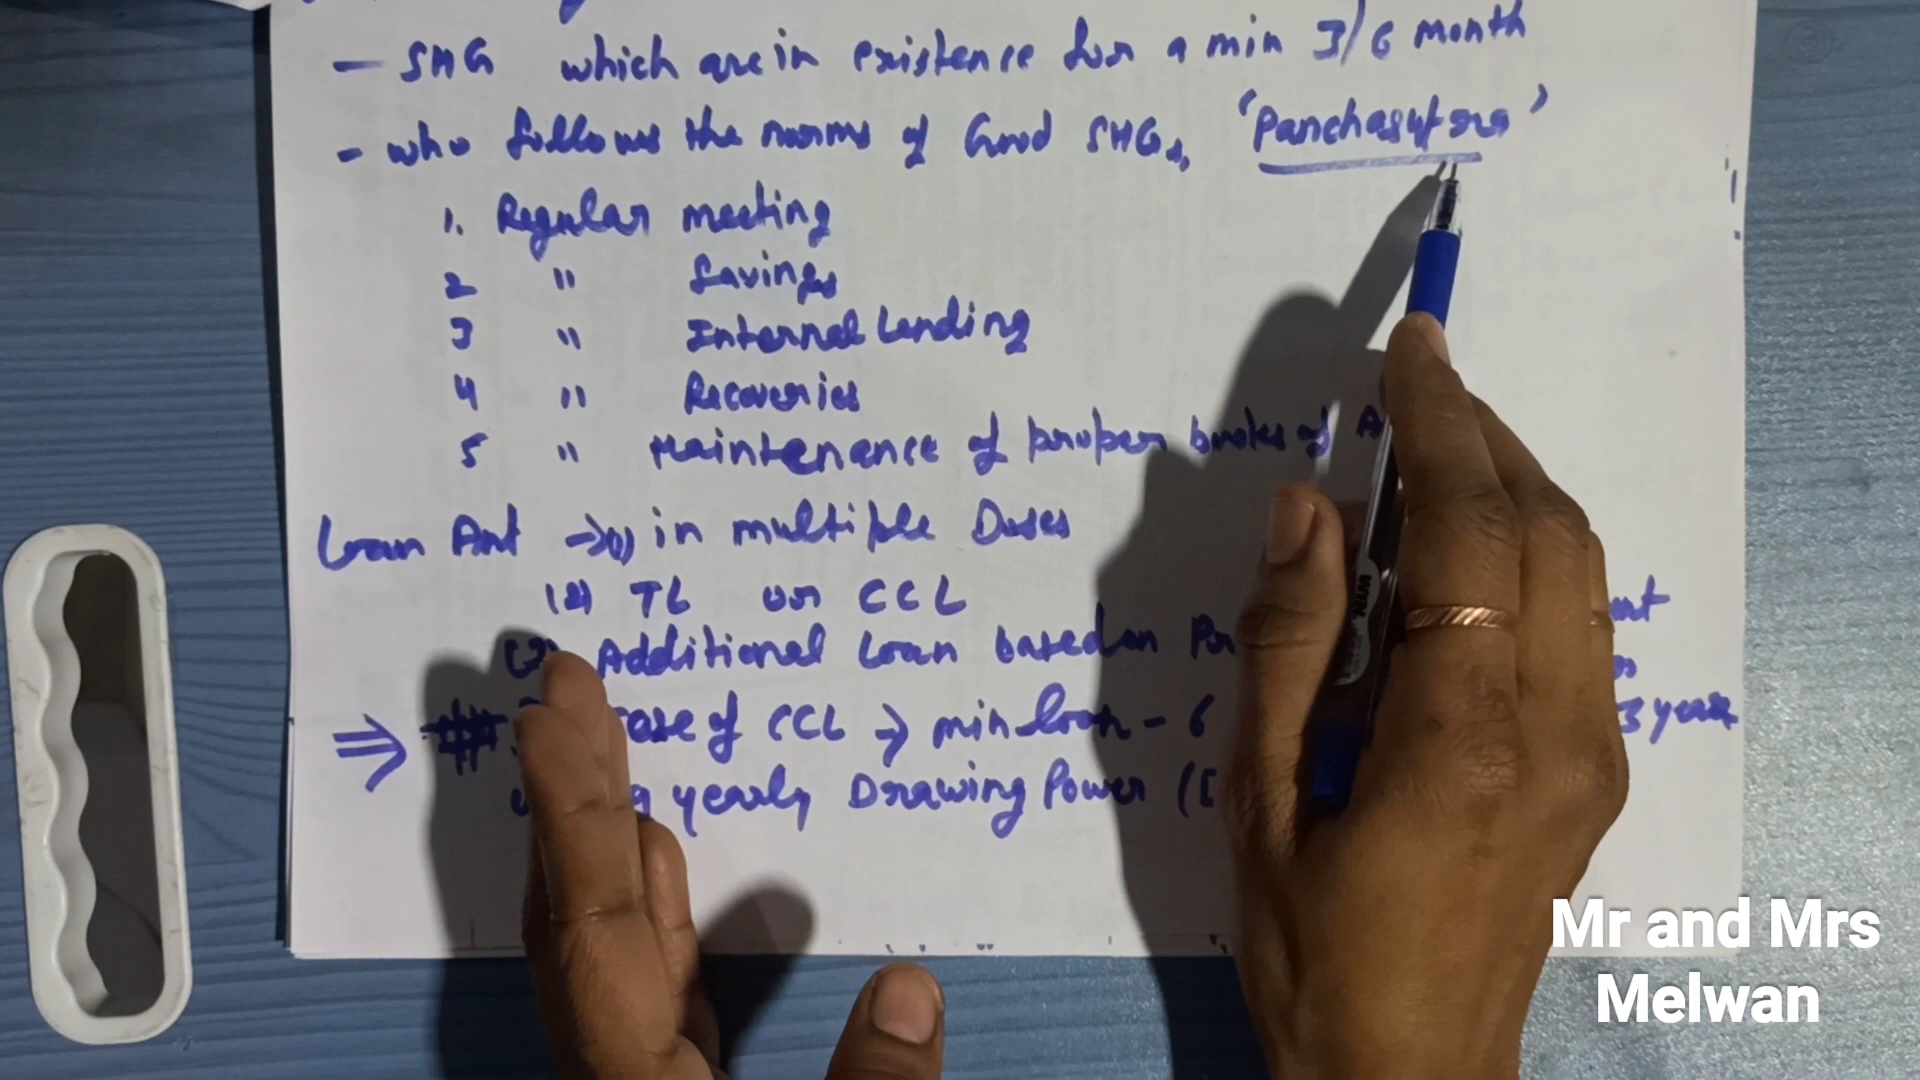 - SHG which are in existence for a min 3/6 month
- who follows the norms of Good SHGs, 'Panchasutra'
1. Regular meeting
2 " Savings
3 " Internal Lending
4 " Recoveries
5 " Maintenance of proper books of A
Loan Amt → (1) in multiple Doses
(2) TL or CCL
(3) Additional Loan based on
⇒ case of CCL → min loan - 6 3 year
yearly Drawing Power (
Mr and Mrs
Melwan